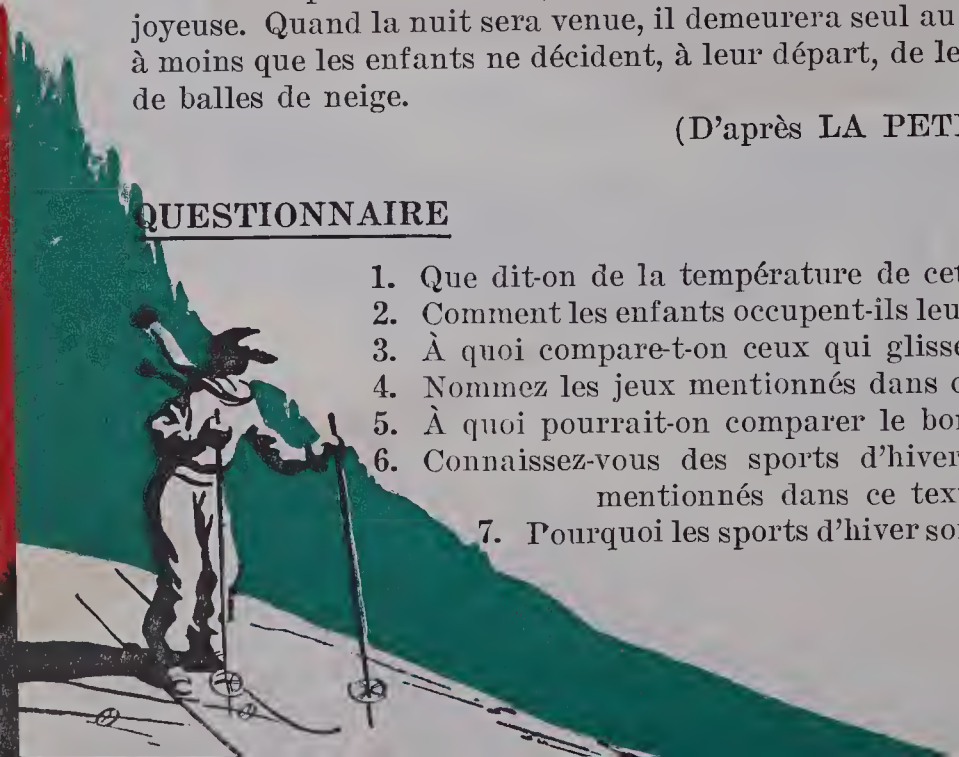 joyeuse. Quand la nuit sera venue, il demeurera seul au
à moins que les enfants ne décident, à leur départ, de le
de balles de neige.
(D'après LA PETI
QUESTIONNAIRE
1. Que dit-on de la température de cet
2. Comment les enfants occupent-ils leu
3. À quoi compare-t-on ceux qui glisse
4. Nommez les jeux mentionnés dans c
5. À quoi pourrait-on comparer le bo
6. Connaissez-vous des sports d'hiver
mentionnés dans ce tex
7. Pourquoi les sports d'hiver so